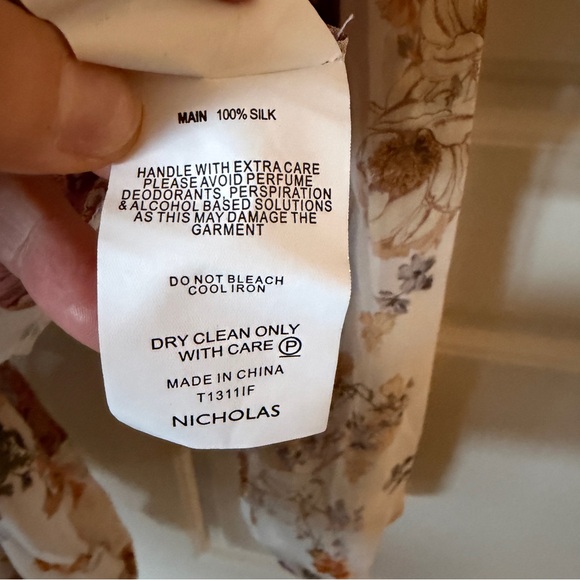 MAIN 100% SILK
HANDLE WITH EXTRA CARE
PLEASE AVOID PERFUME
DEODORANTS, PERSPIRATION
& ALCOHOL BASED SOLUTIONS
AS THIS MAY DAMAGE THE
GARMENT
DO NOT BLEACH
COOL IRON
DRY CLEAN ONLY
WITH CARE Ⓟ
MADE IN CHINA
T1311IF
NICHOLAS